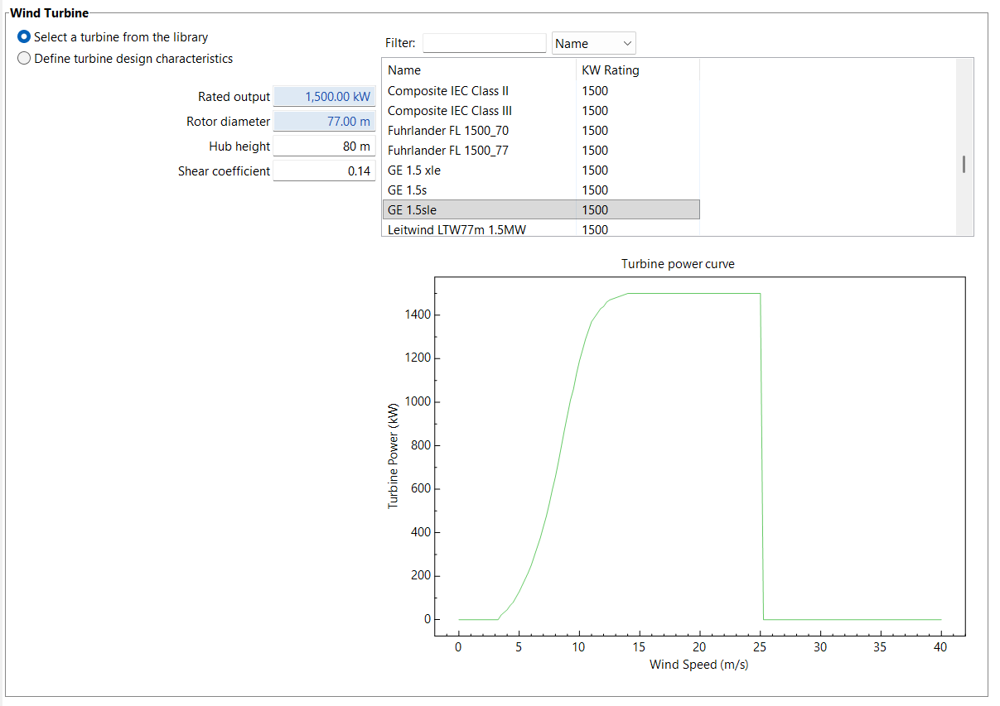 Wind Turbine
Select a turbine from the library
Define turbine design characteristics
Rated output 1,500.00 kW
Rotor diameter 77.00 m
Hub height 80 m
Shear coefficient 0.14
Filter: Name
Name KW Rating
Composite IEC Class II 1500
Composite IEC Class III 1500
Fuhrlander FL 1500_70 1500
Fuhrlander FL 1500_77 1500
GE 1.5 xle 1500
GE 1.5s 1500
GE 1.5sle 1500
Leitwind LTW77m 1.5MW 1500
Turbine power curve
Turbine Power (kW)
1400
1200
1000
800
600
400
200
0
0 5 10 15 20 25 30 35 40
Wind Speed (m/s)